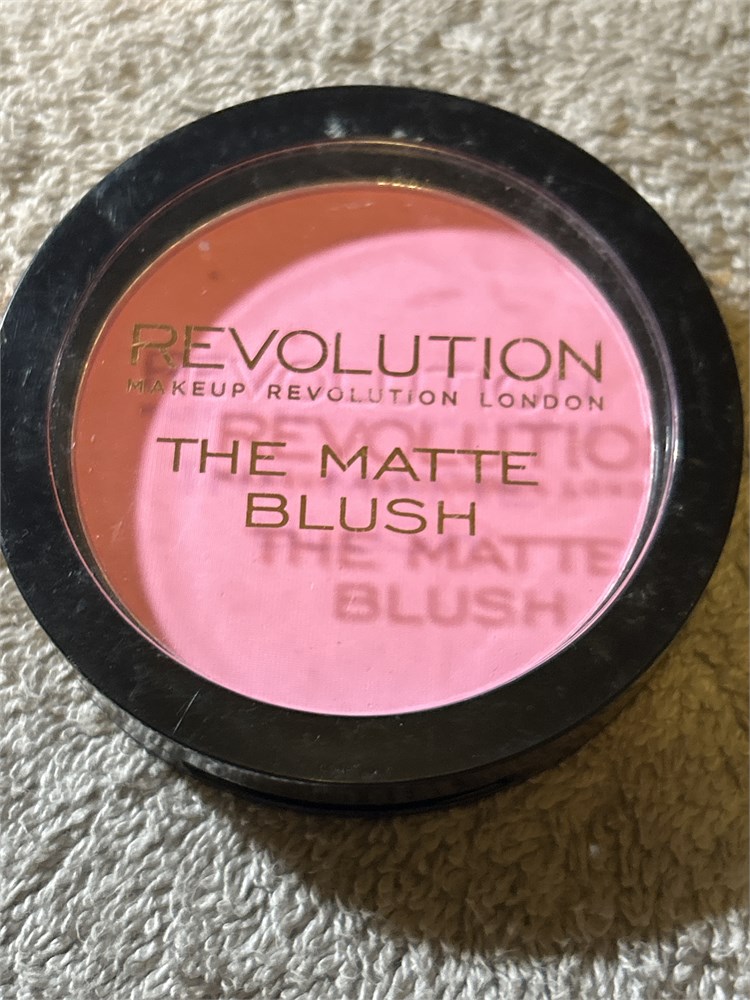 REVOLUTION
MAKEUP REVOLUTION LONDON
THE MATTE
BLUSH